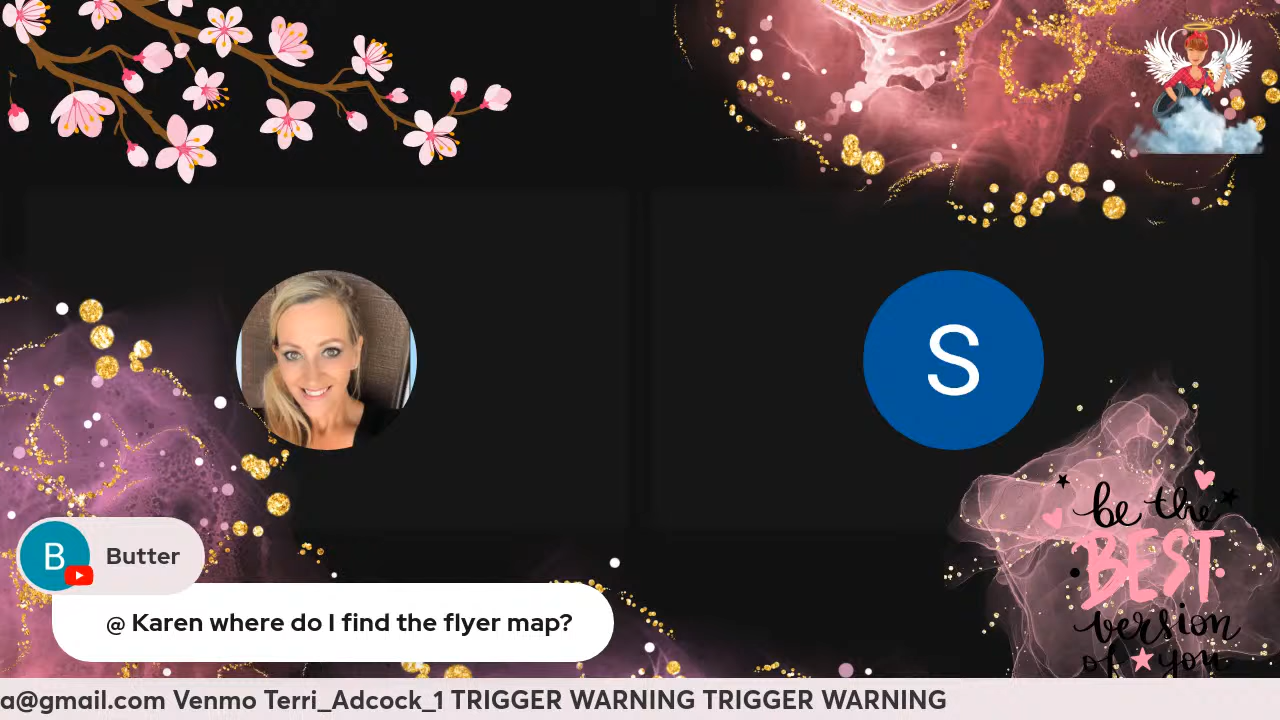 S
be the
BEST
version
of you
B Butter
@ Karen where do I find the flyer map?
a@gmail.com Venmo Terri_Adcock_1 TRIGGER WARNING TRIGGER WARNING